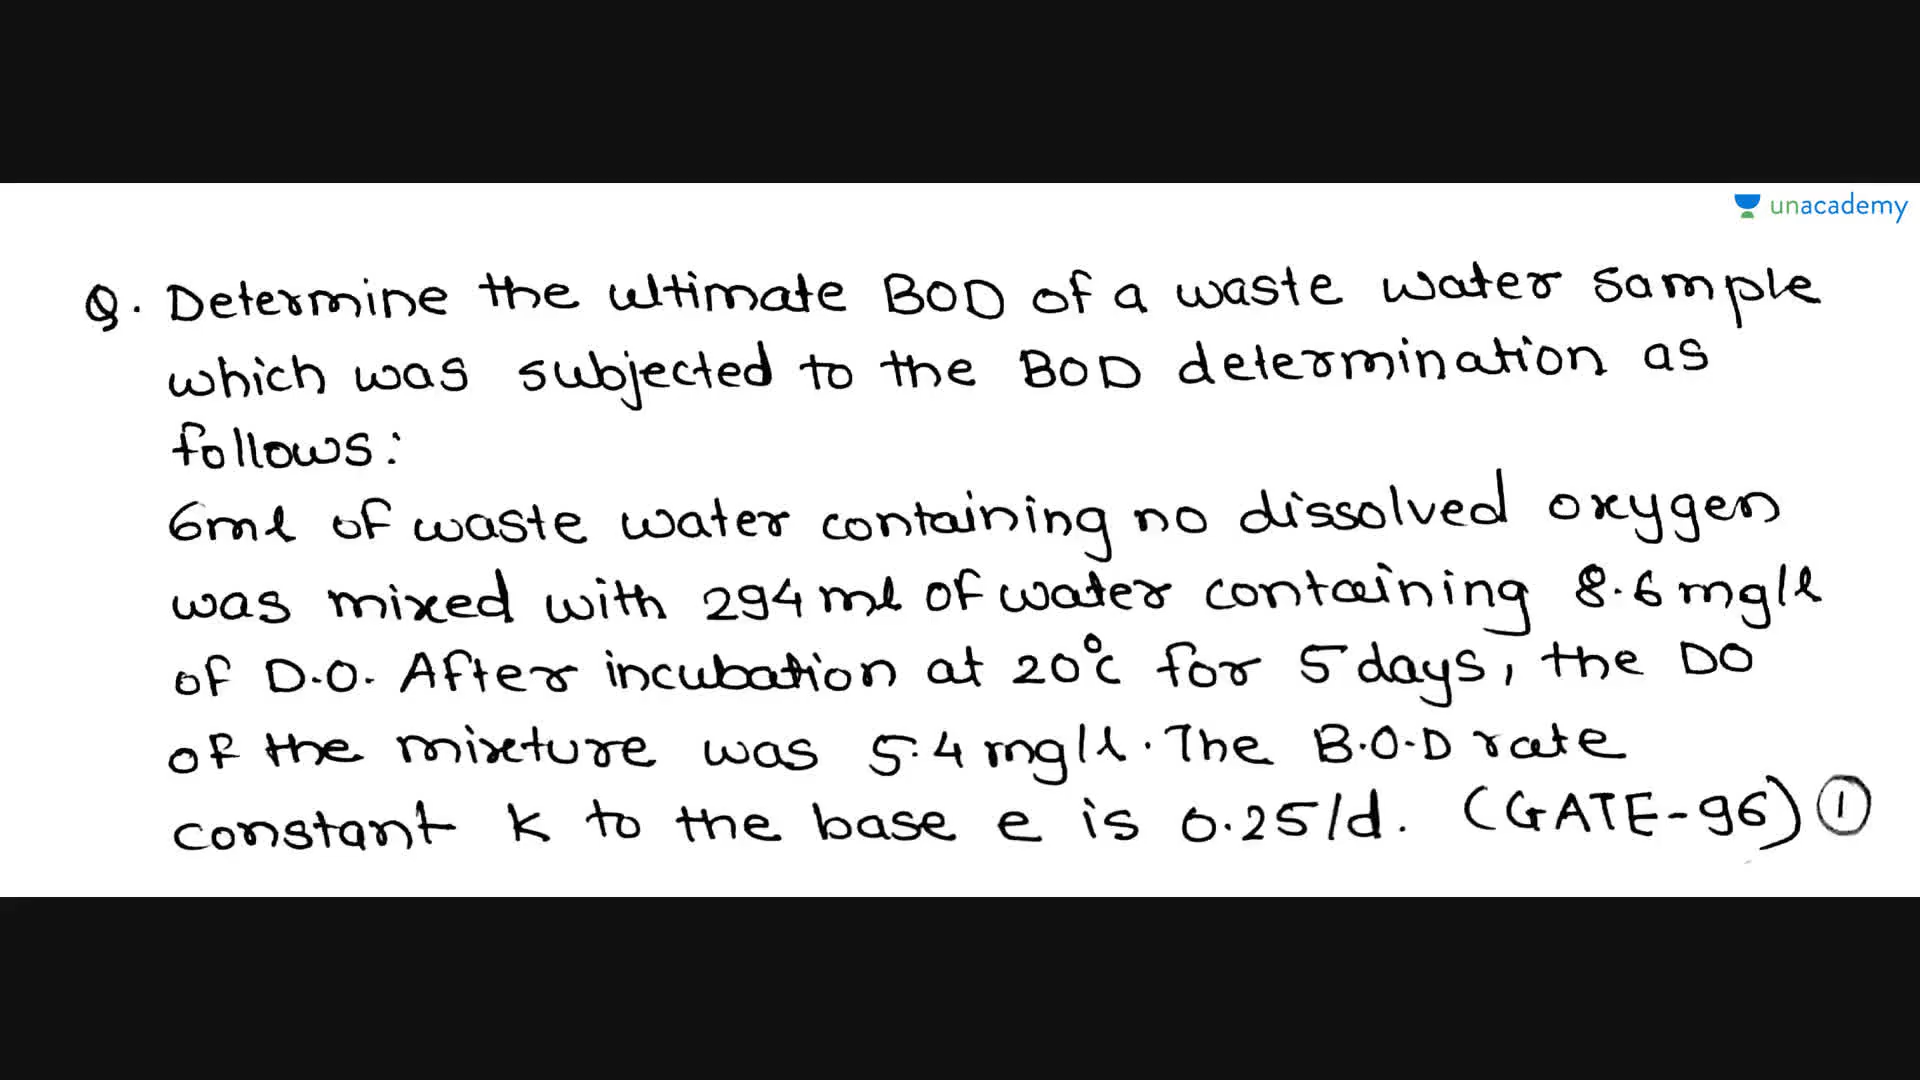 unacademy
Q. Determine the ultimate BOD of a waste water sample
which was subjected to the BOD determination as
follows:
6ml of waste water containing no dissolved oxygen
was mixed with 294 ml of water containing 8.6 mg/l
of D.O. After incubation at 20°C for 5 days, the DO
of the mixture was 5.4 mg/l. The B.O.D rate
constant K to the base e is 0.25/d. (GATE-96) ①